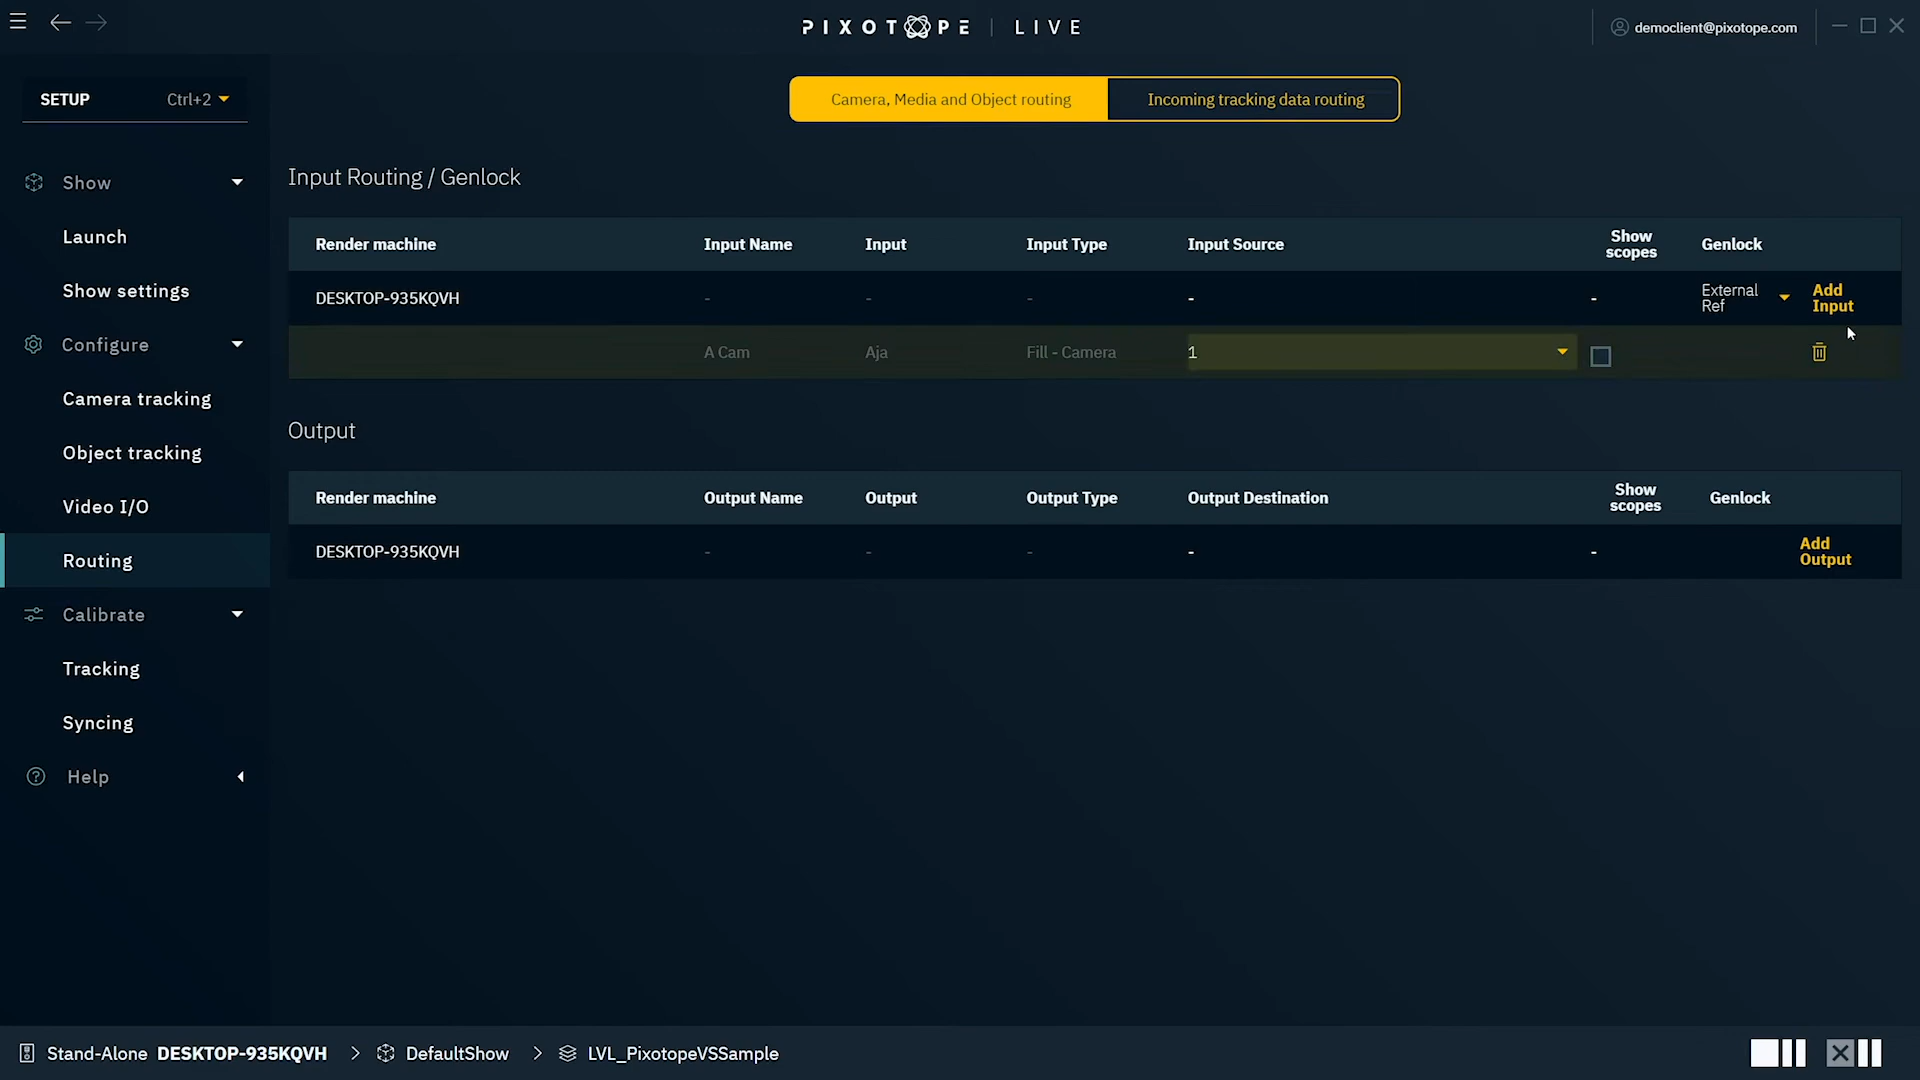 PIXOTOPE | LIVE
democlient@pixotope.com
SETUP Ctrl+2
Camera, Media and Object routing
Incoming tracking data routing
Show
Launch
Show settings
Configure
Camera tracking
Object tracking
Video I/O
Routing
Calibrate
Tracking
Syncing
Help
Input Routing / Genlock
Render machine Input Name Input Input Type Input Source Show scopes Genlock
DESKTOP-935KQVH - - - - - External Ref Add Input
A Cam Aja Fill - Camera 1
Output
Render machine Output Name Output Output Type Output Destination Show scopes Genlock
DESKTOP-935KQVH - - - - - Add Output
Stand-Alone DESKTOP-935KQVH > DefaultShow > LVL_PixotopeVSSample